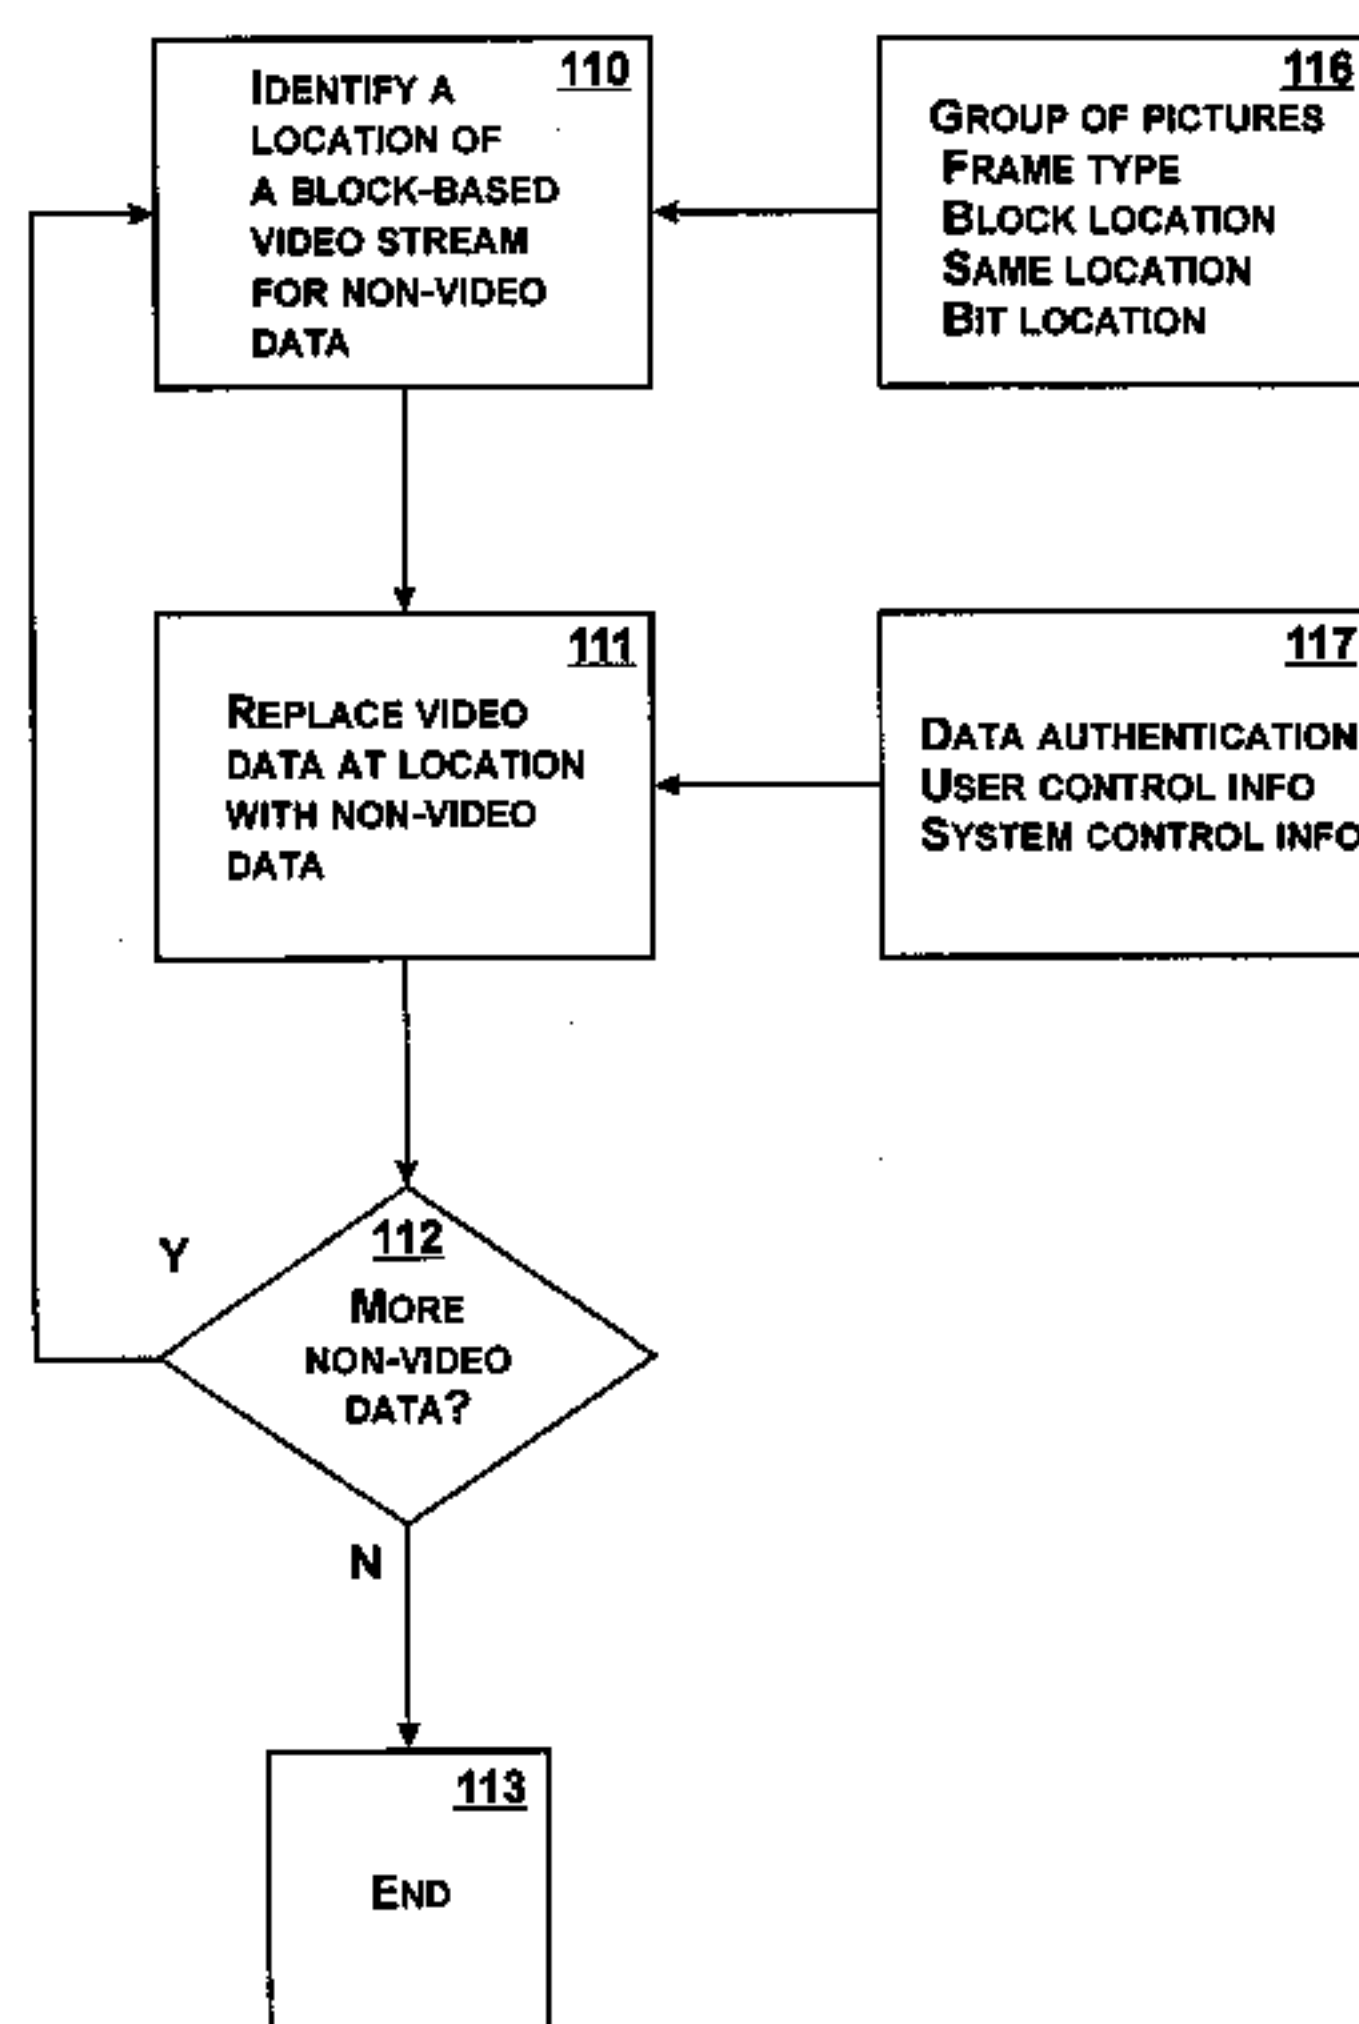 110
IDENTIFY A
LOCATION OF
A BLOCK-BASED
VIDEO STREAM
FOR NON-VIDEO
DATA
116
GROUP OF PICTURES
FRAME TYPE
BLOCK LOCATION
SAME LOCATION
BIT LOCATION
111
REPLACE VIDEO
DATA AT LOCATION
WITH NON-VIDEO
DATA
117
DATA AUTHENTICATION
USER CONTROL INFO
SYSTEM CONTROL INFO
Y
112
MORE
NON-VIDEO
DATA?
N
113
END